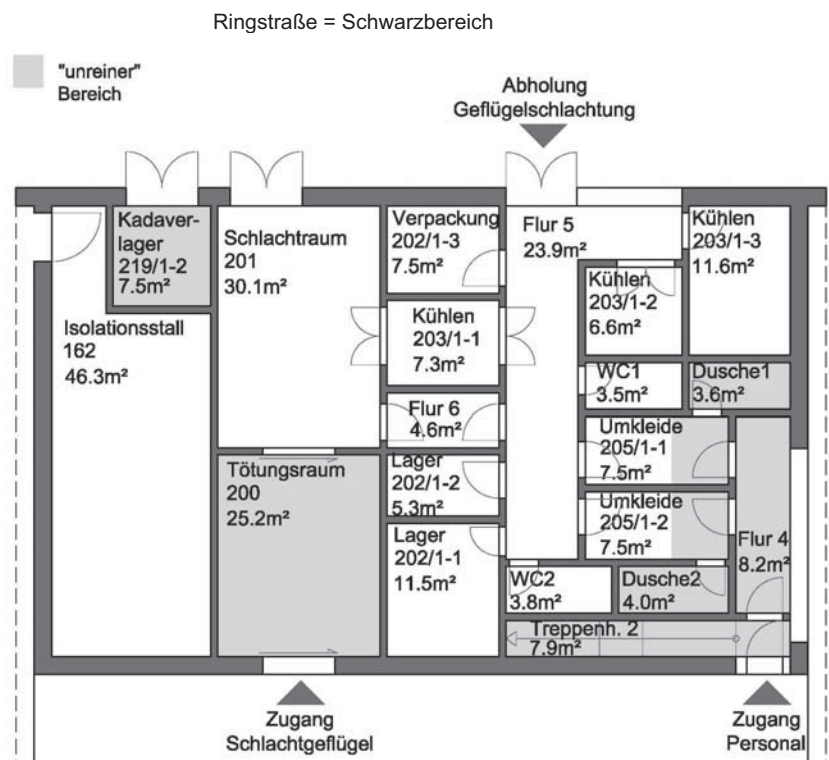 Ringstraße = Schwarzbereich
"unreiner"
Bereich
Abholung
Geflügelschlachtung
Kadaver-
lager
219/1-2
7.5m²
Schlachtraum
201
30.1m²
Verpackung
202/1-3
7.5m²
Flur 5
23.9m²
Kühlen
203/1-3
11.6m²
Kühlen
203/1-2
6.6m²
Isolationsstall
162
46.3m²
Kühlen
203/1-1
7.3m²
WC1
3.5m²
Dusche1
3.6m²
Flur 6
4.6m²
Umkleide
205/1-1
7.5m²
Tötungsraum
200
25.2m²
Lager
202/1-2
5.3m²
Umkleide
205/1-2
7.5m²
Flur 4
8.2m²
Lager
202/1-1
11.5m²
WC2
3.8m²
Dusche2
4.0m²
Treppenh. 2
7.9m²
Zugang
Schlachtgeflügel
Zugang
Personal